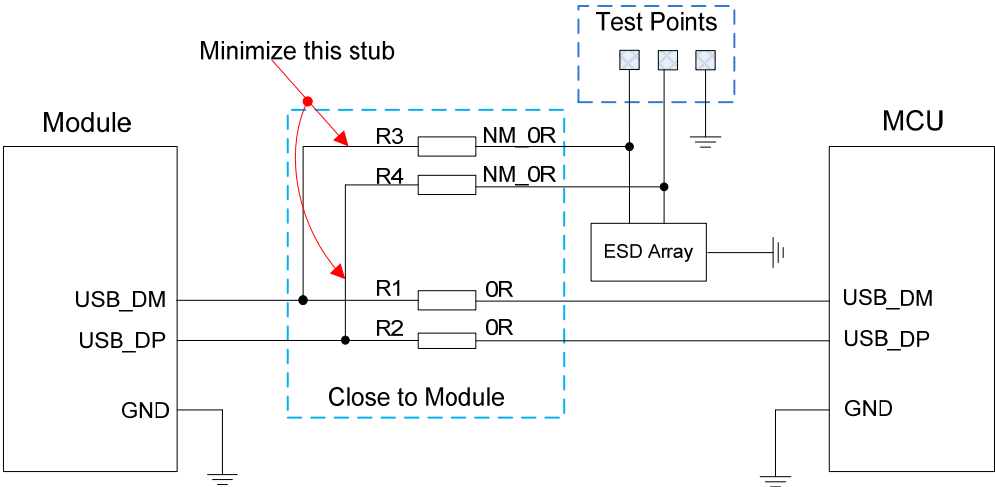 Test Points
Minimize this stub
Module
MCU
R3
NM_0R
R4
NM_0R
ESD Array
USB_DM
R1
0R
USB_DM
USB_DP
R2
0R
USB_DP
Close to Module
GND
GND